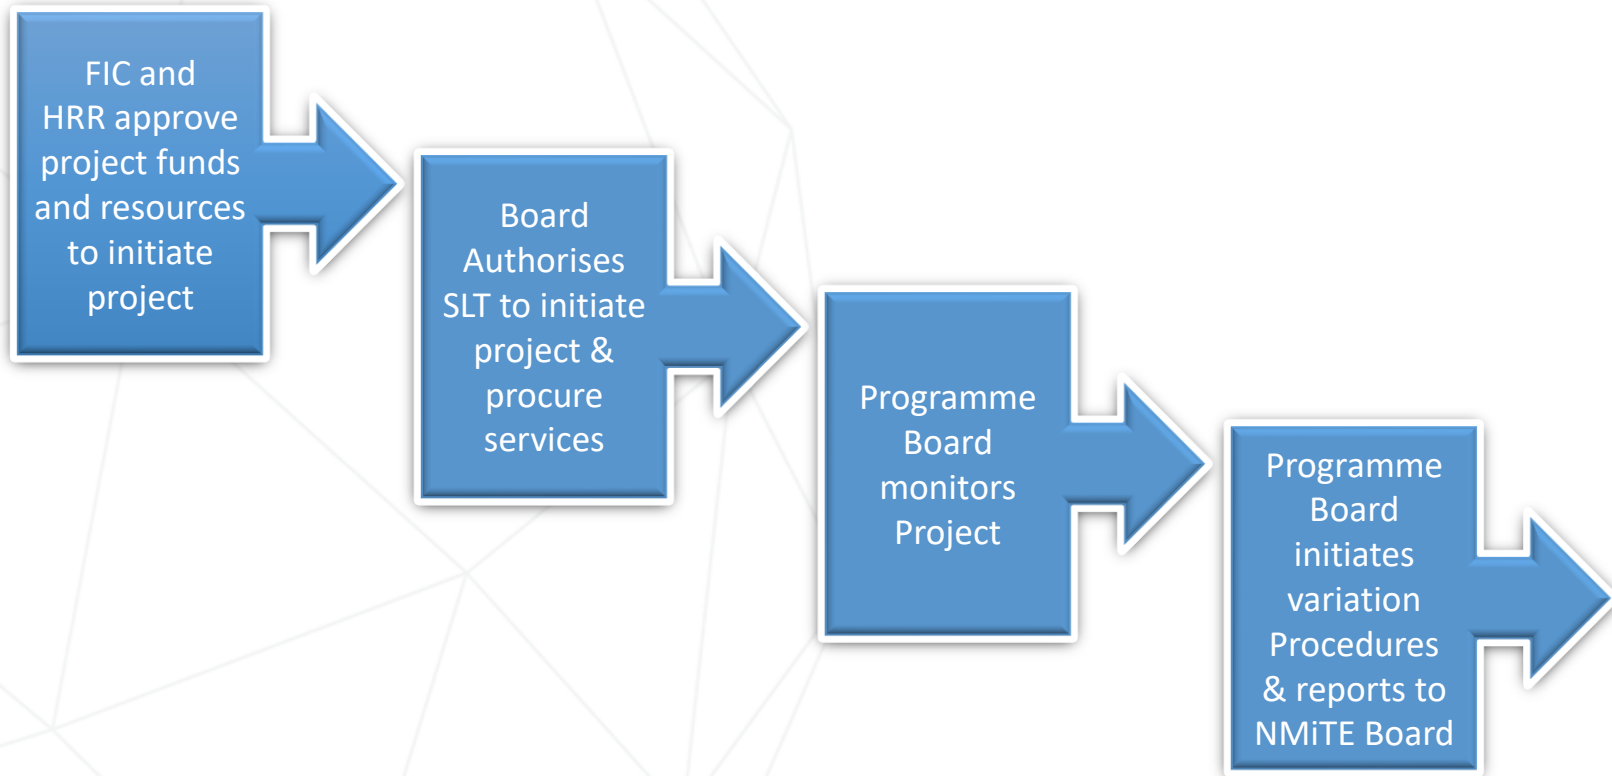 FIC and
HRR approve
project funds
and resources
to initiate
project
Board
Authorises
SLT to initiate
project &
procure
services
Programme
Board
monitors
Project
Programme
Board
initiates
variation
Procedures
& reports to
NMiTE Board